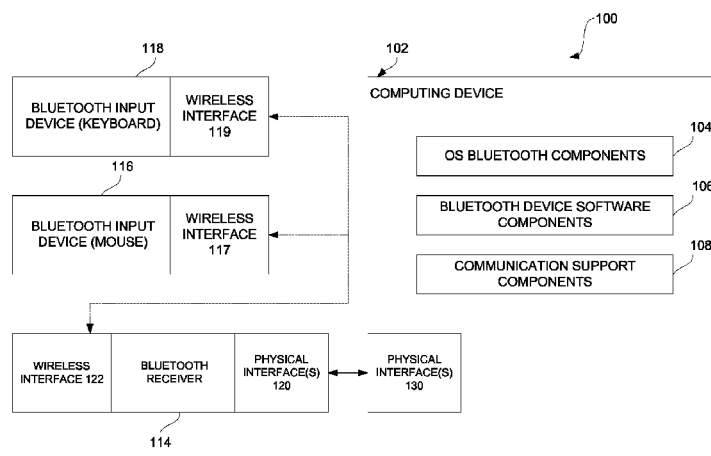 100
118
102
BLUETOOTH INPUT
DEVICE (KEYBOARD)
WIRELESS
INTERFACE
119
COMPUTING DEVICE
104
OS BLUETOOTH COMPONENTS
116
106
BLUETOOTH INPUT
DEVICE (MOUSE)
WIRELESS
INTERFACE
117
BLUETOOTH DEVICE SOFTWARE
COMPONENTS
108
COMMUNICATION SUPPORT
COMPONENTS
WIRELESS
INTERFACE 122
BLUETOOTH
RECEIVER
PHYSICAL
INTERFACE(S)
120
PHYSICAL
INTERFACE(S)
130
114